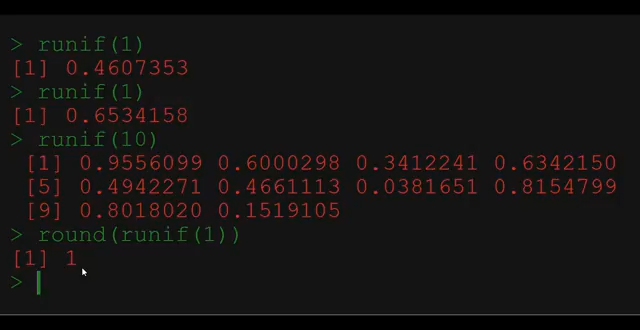 > runif(1)
[1] 0.4607353
> runif(1)
[1] 0.6534158
> runif(10)
[1] 0.9556099 0.6000298 0.3412241 0.6342150
[5] 0.4942271 0.4661113 0.0381651 0.8154799
[9] 0.8018020 0.1519105
> round(runif(1))
[1] 1
>